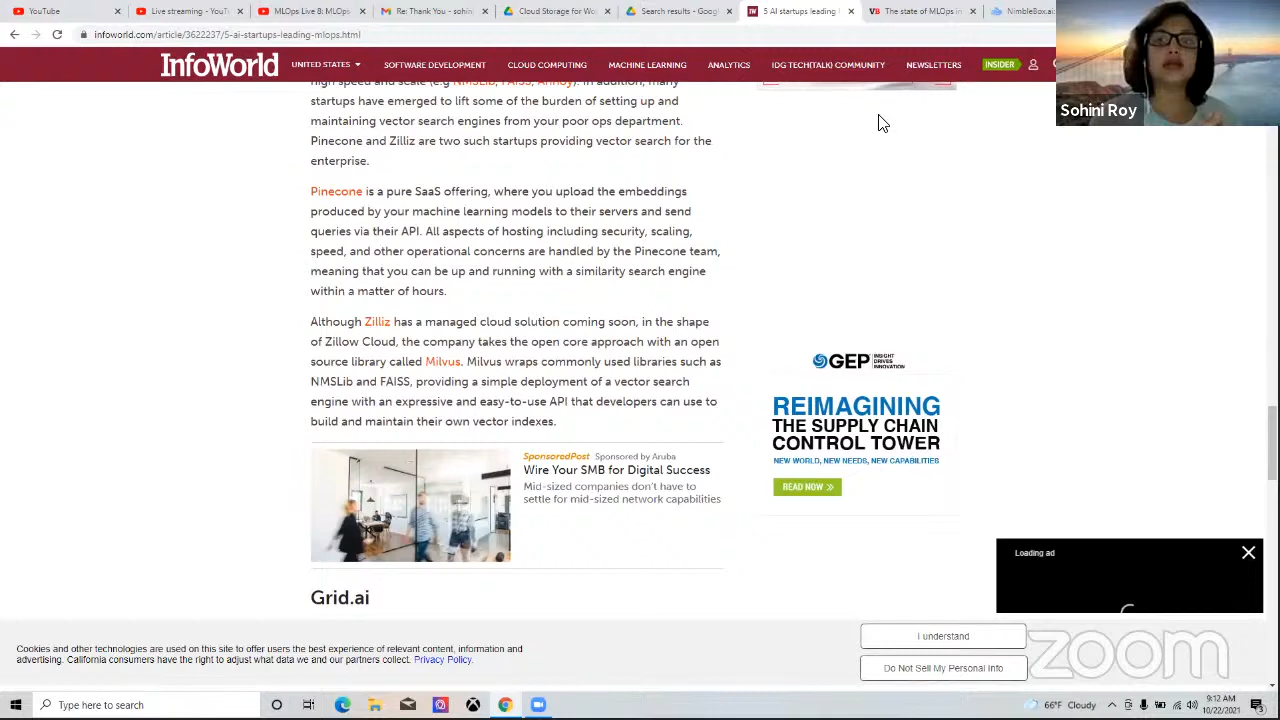 YouTube
Live streaming - YouTu
MLOps Live 8: MLOps
Re: Thank You - sohini
Cloud Storage for Wo
Search results - Googl
5 AI startups leading
The state of MLOps in
NimbleBox.
infoworld.com/article/3622237/5-ai-startups-leading-mlops.html
InfoWorld
UNITED STATES
SOFTWARE DEVELOPMENT
CLOUD COMPUTING
MACHINE LEARNING
ANALYTICS
IDG TECH(TALK) COMMUNITY
NEWSLETTERS
INSIDER
Sohini Roy
high speed and scale (e.g NMSLib, FAISS, Annoy). In addition, many
startups have emerged to lift some of the burden of setting up and
maintaining vector search engines from your poor ops department.
Pinecone and Zilliz are two such startups providing vector search for the
enterprise.
Pinecone is a pure SaaS offering, where you upload the embeddings
produced by your machine learning models to their servers and send
queries via their API. All aspects of hosting including security, scaling,
speed, and other operational concerns are handled by the Pinecone team,
meaning that you can be up and running with a similarity search engine
within a matter of hours.
Although Zilliz has a managed cloud solution coming soon, in the shape
of Zillow Cloud, the company takes the open core approach with an open
source library called Milvus. Milvus wraps commonly used libraries such as
NMSLib and FAISS, providing a simple deployment of a vector search
engine with an expressive and easy-to-use API that developers can use to
build and maintain their own vector indexes.
SponsoredPost Sponsored by Aruba
Wire Your SMB for Digital Success
Mid-sized companies don't have to
settle for mid-sized network capabilities
Grid.ai
GEP INSIGHT
DRIVES
INNOVATION
REIMAGINING
THE SUPPLY CHAIN
CONTROL TOWER
NEW WORLD, NEW NEEDS, NEW CAPABILITIES
READ NOW
Loading ad
Cookies and other technologies are used on this site to offer users the best experience of relevant content, information and
advertising. California consumers have the right to adjust what data we and our partners collect. Privacy Policy.
I understand
Do Not Sell My Personal Info
zoom
Type here to search
66°F Cloudy
9:12 AM
10/22/2021